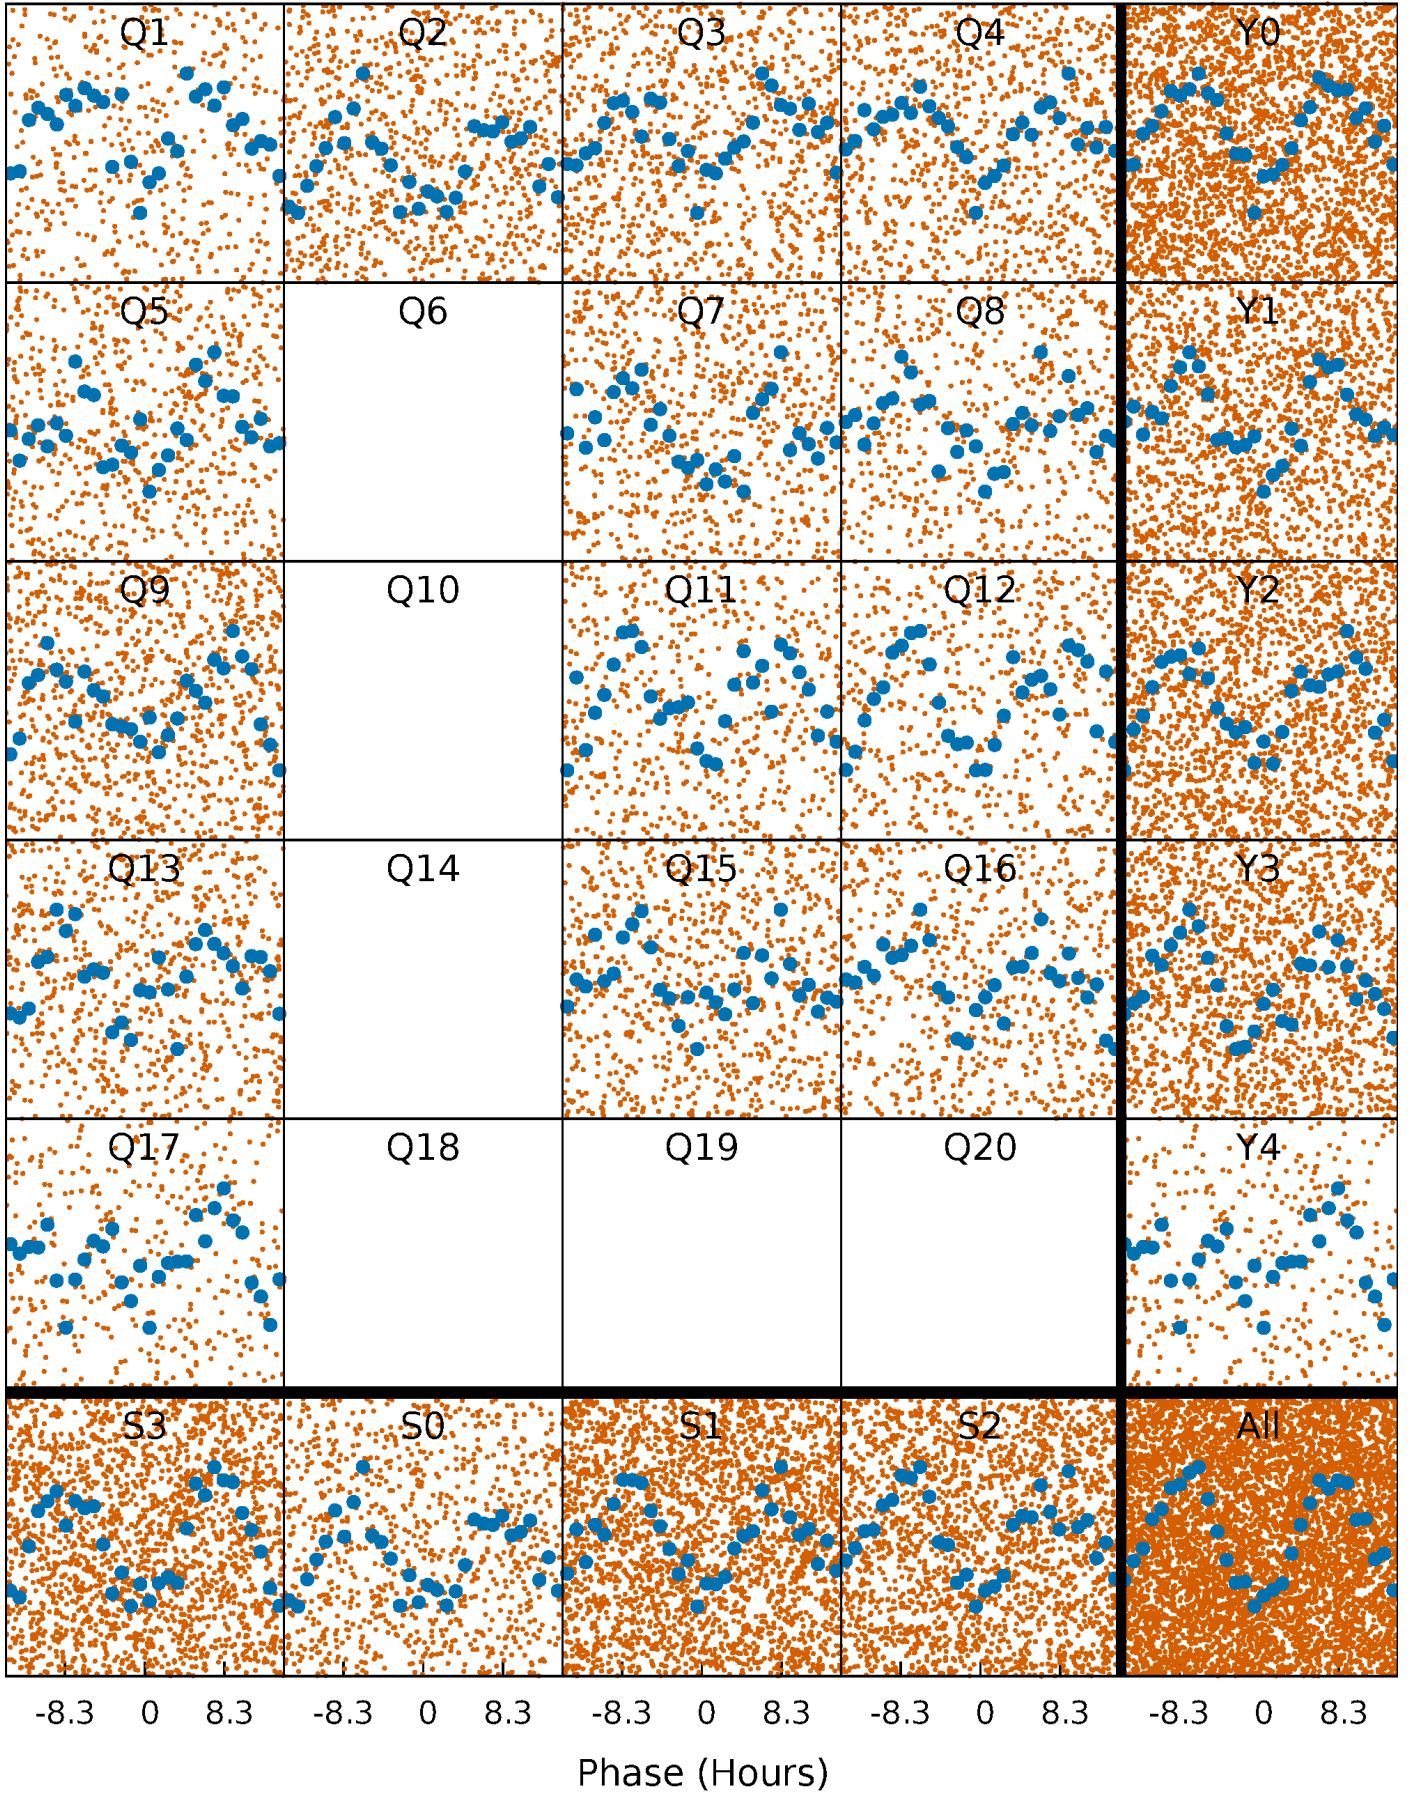 Q1 Q2 Q3 Q4 Y0
Q5 Q6 Q7 Q8 Y1
Q9 Q10 Q11 Q12 Y2
Q13 Q14 Q15 Q16 Y3
Q17 Q18 Q19 Q20 Y4
S3 S0 S1 S2 All
-8.3 0 8.3 -8.3 0 8.3 -8.3 0 8.3 -8.3 0 8.3 -8.3 0 8.3
Phase (Hours)